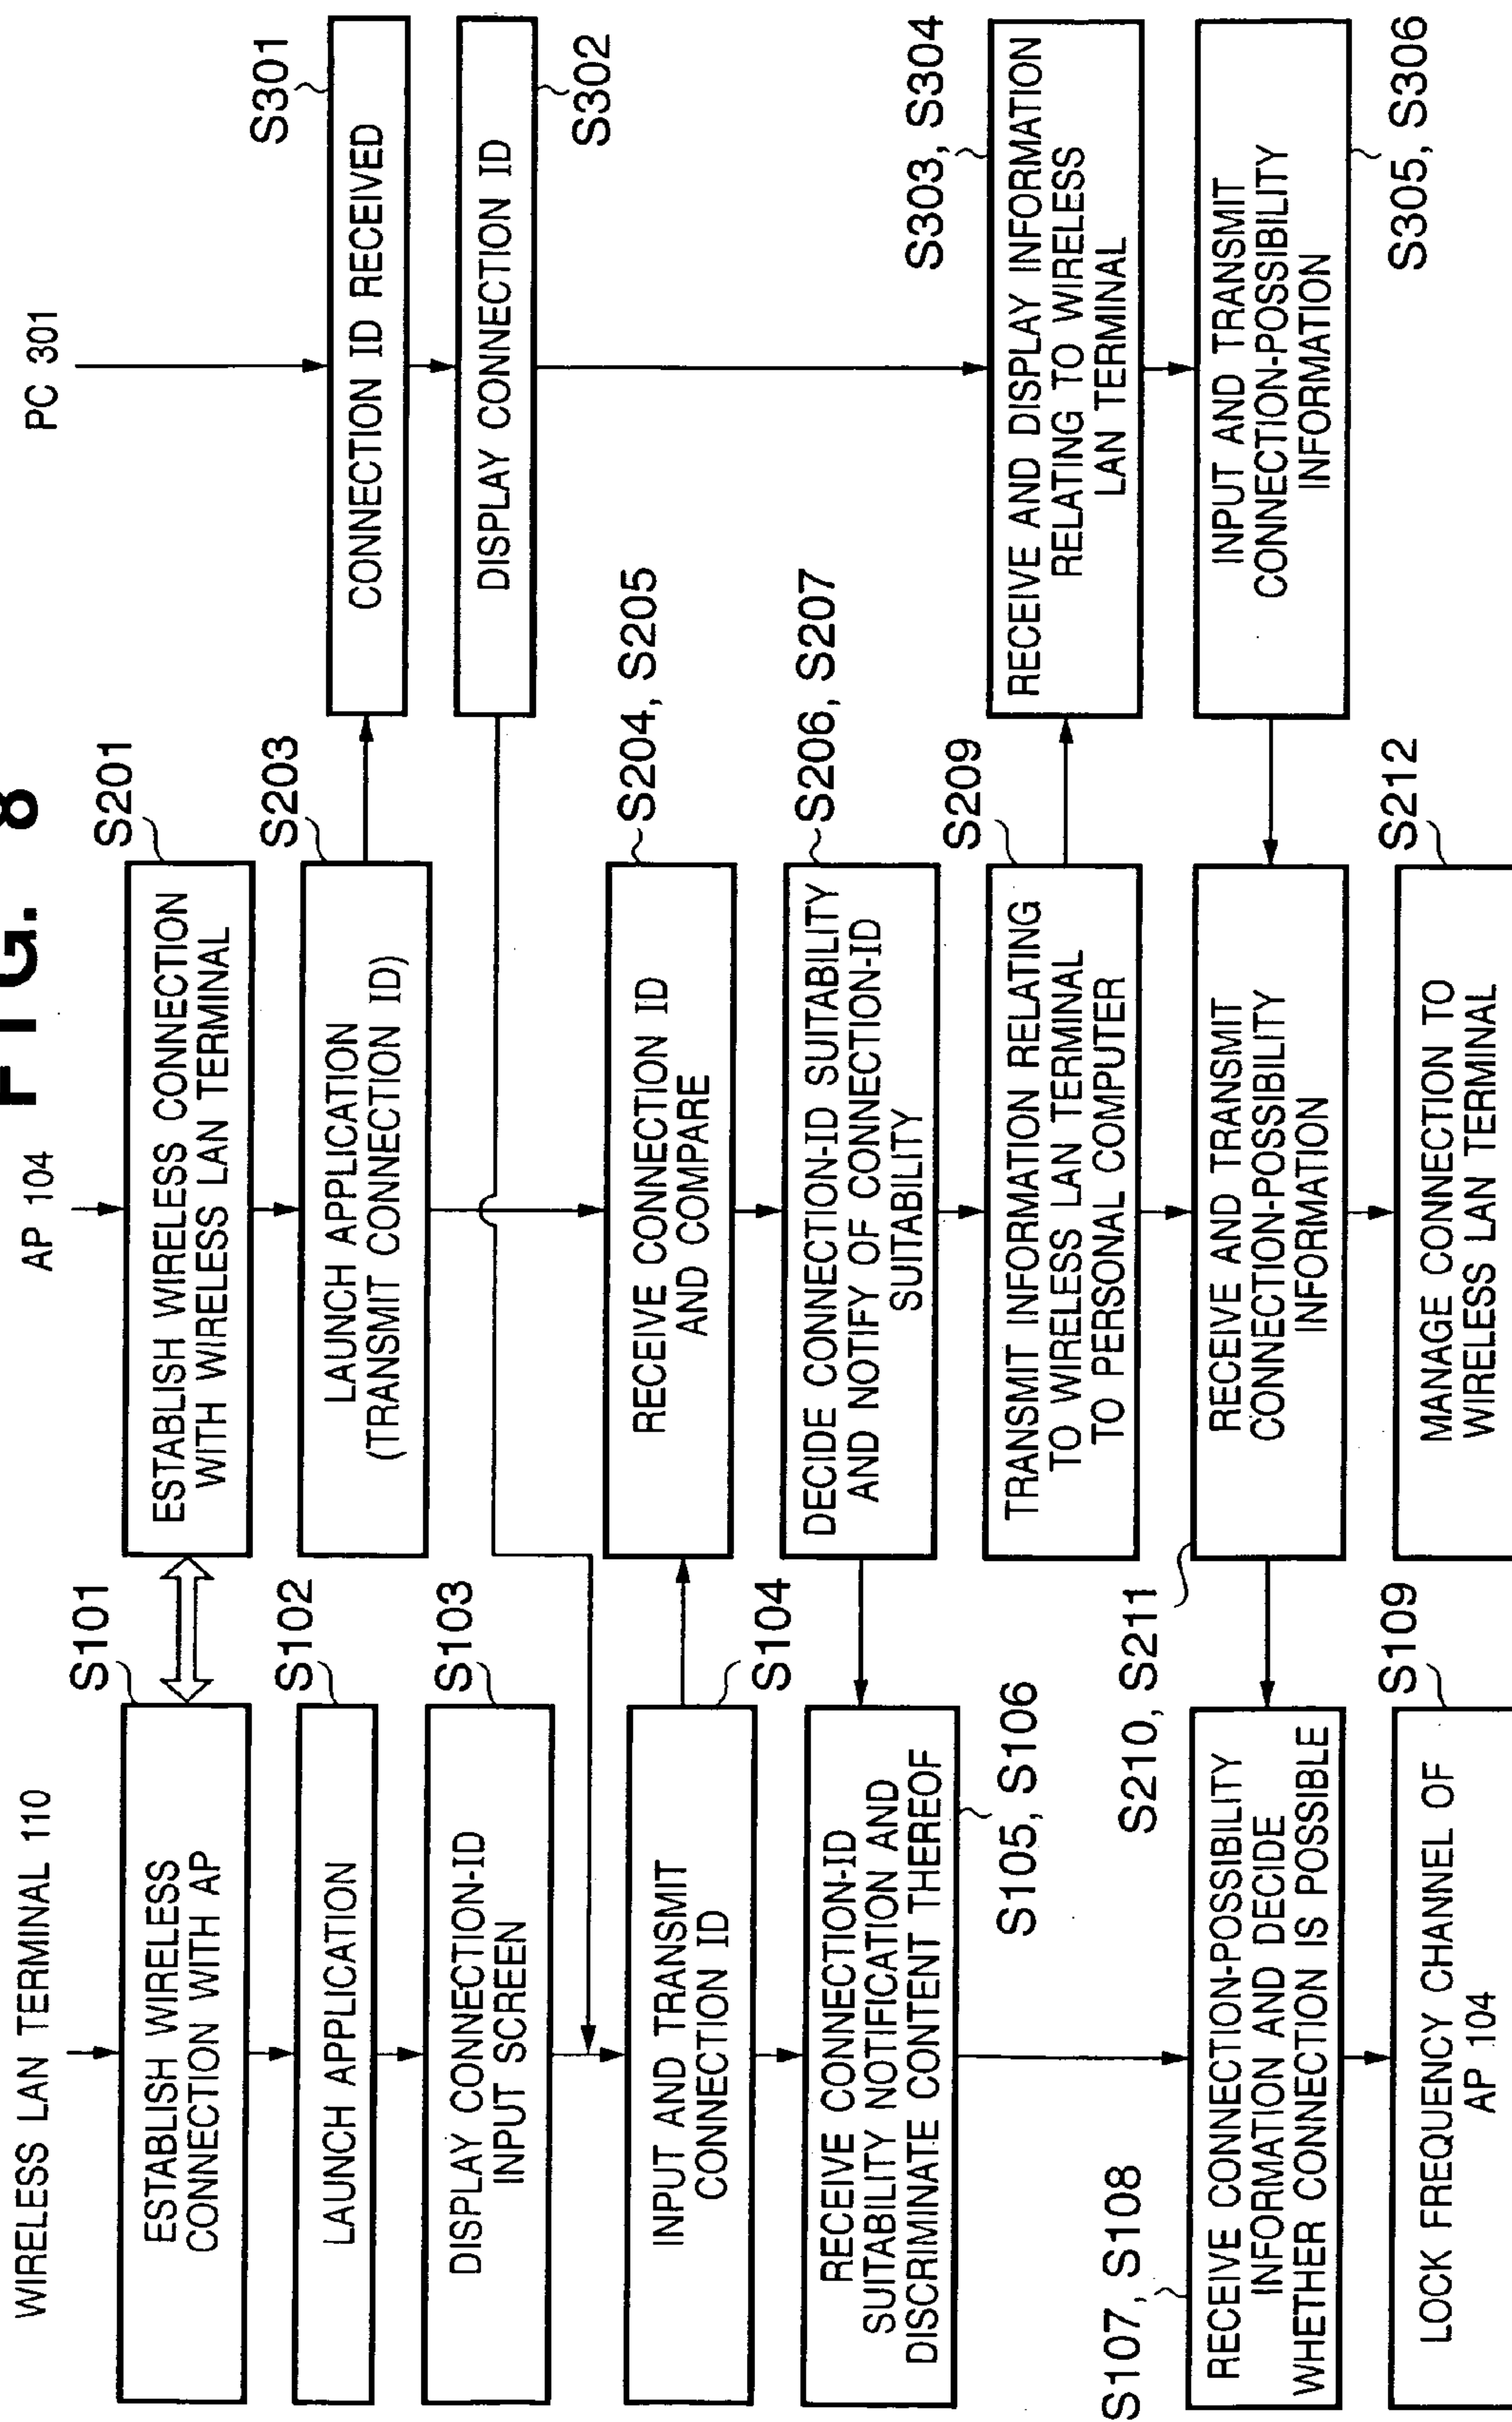 FIG. 8
WIRELESS LAN TERMINAL 110
S101
ESTABLISH WIRELESS
CONNECTION WITH AP
S102
LAUNCH APPLICATION
S103
DISPLAY CONNECTION-ID
INPUT SCREEN
S104
INPUT AND TRANSMIT
CONNECTION ID
RECEIVE CONNECTION-ID
SUITABILITY NOTIFICATION AND
DISCRIMINATE CONTENT THEREOF
S105, S106
S107, S108
RECEIVE CONNECTION-POSSIBILITY
INFORMATION AND DECIDE
WHETHER CONNECTION IS POSSIBLE
S109
LOCK FREQUENCY CHANNEL OF
AP 104
AP 104
S201
ESTABLISH WIRELESS CONNECTION
WITH WIRELESS LAN TERMINAL
S203
LAUNCH APPLICATION
(TRANSMIT CONNECTION ID)
S204, S205
RECEIVE CONNECTION ID
AND COMPARE
S206, S207
DECIDE CONNECTION-ID SUITABILITY
AND NOTIFY OF CONNECTION-ID
SUITABILITY
S209
TRANSMIT INFORMATION RELATING
TO WIRELESS LAN TERMINAL
TO PERSONAL COMPUTER
S210, S211
RECEIVE AND TRANSMIT
CONNECTION-POSSIBILITY
INFORMATION
S212
MANAGE CONNECTION TO
WIRELESS LAN TERMINAL
PC 301
S301
CONNECTION ID RECEIVED
DISPLAY CONNECTION ID
S302
S303, S304
RECEIVE AND DISPLAY INFORMATION
RELATING TO WIRELESS
LAN TERMINAL
INPUT AND TRANSMIT
CONNECTION-POSSIBILITY
INFORMATION
S305, S306